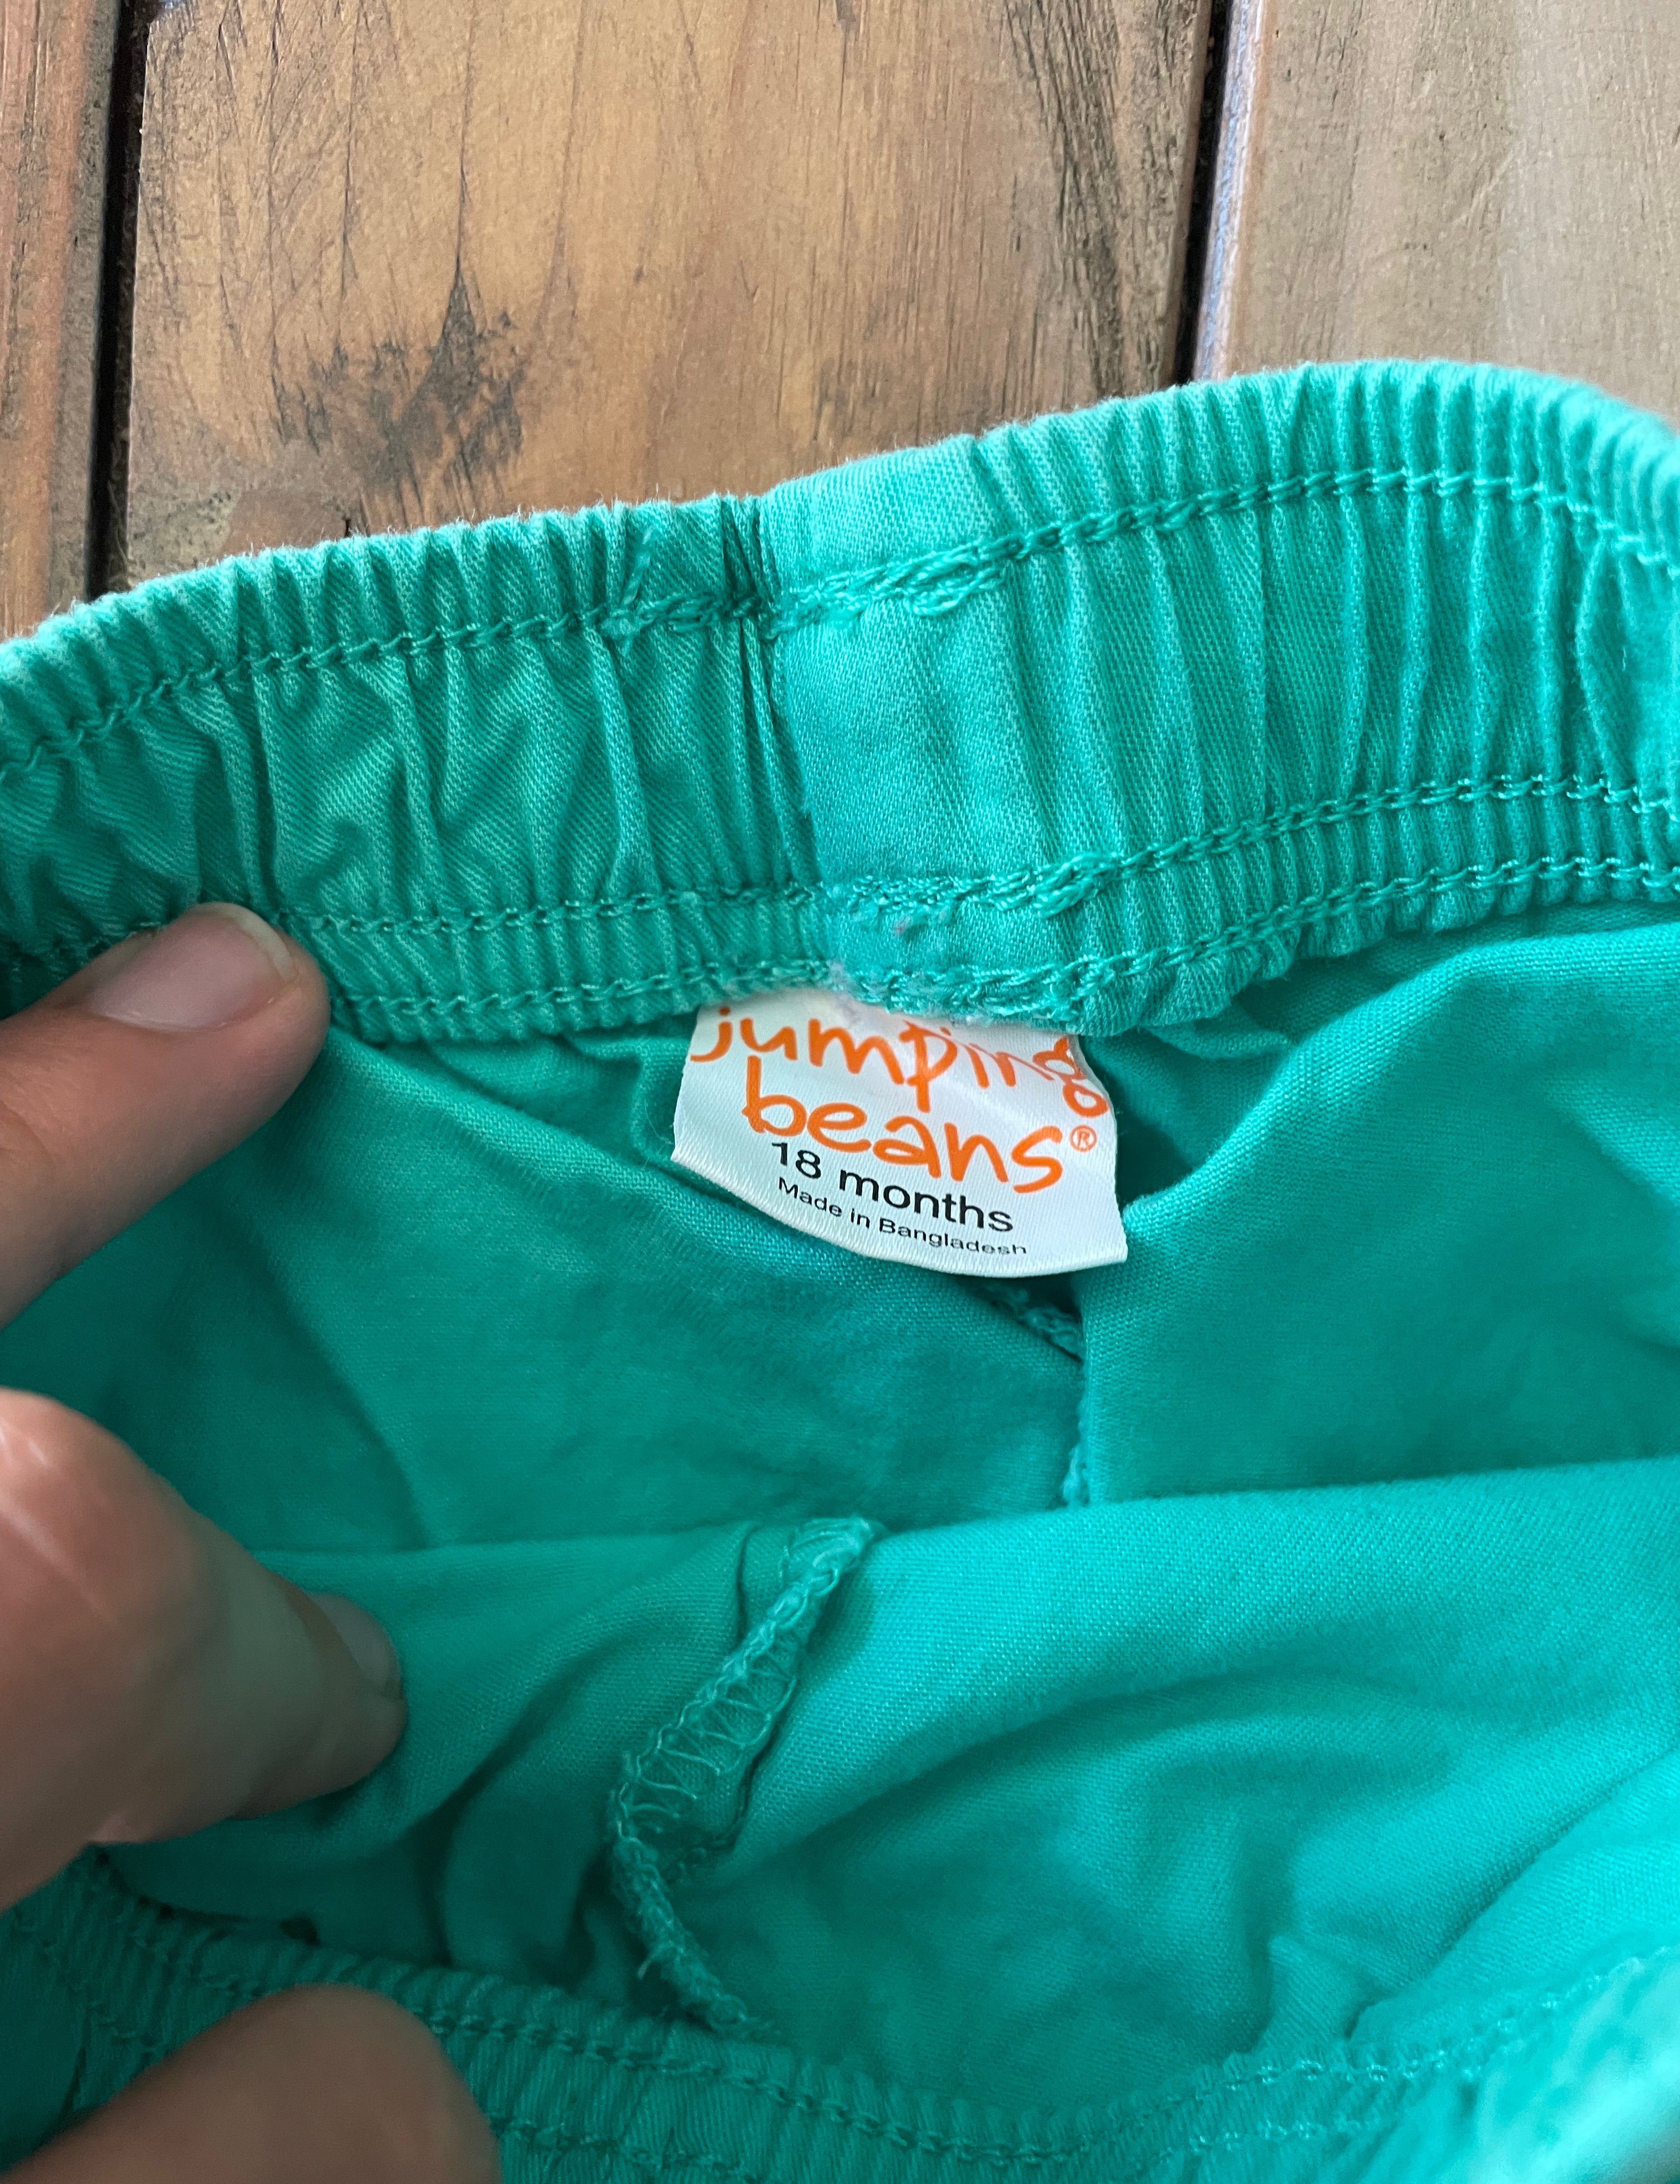 jumping
beans®
18 months
Made in Bangladesh